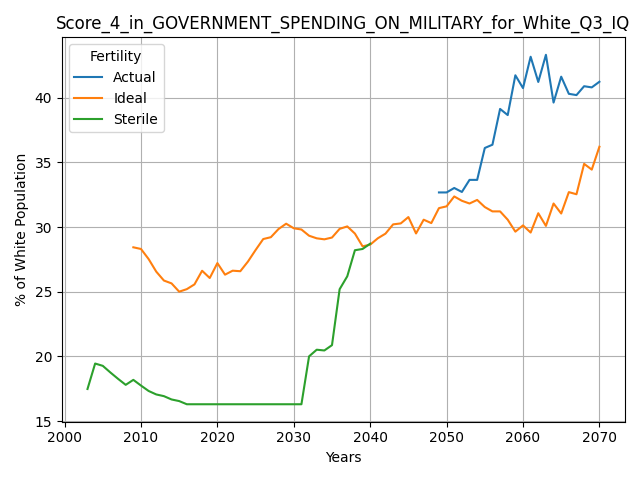 Score_4_in_GOVERNMENT_SPENDING_ON_MILITARY_for_White_Q3_IQ
Fertility
Actual
Ideal
Sterile
% of White Population
40
35
30
25
20
15
2000 2010 2020 2030 2040 2050 2060 2070
Years